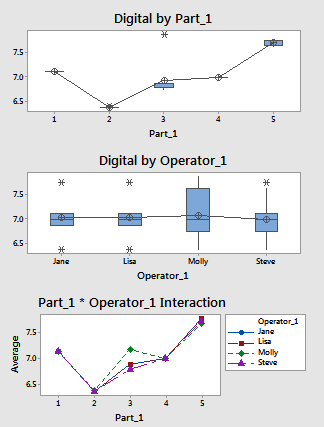 Digital by Part_1
7.5
7.0
6.5
1 2 3 4 5
Part_1
Digital by Operator_1
7.5
7.0
6.5
Jane Lisa Molly Steve
Operator_1
Part_1 * Operator_1 Interaction
Average
7.5
7.0
6.5
1 2 3 4 5
Part_1
Operator_1
Jane
Lisa
Molly
Steve